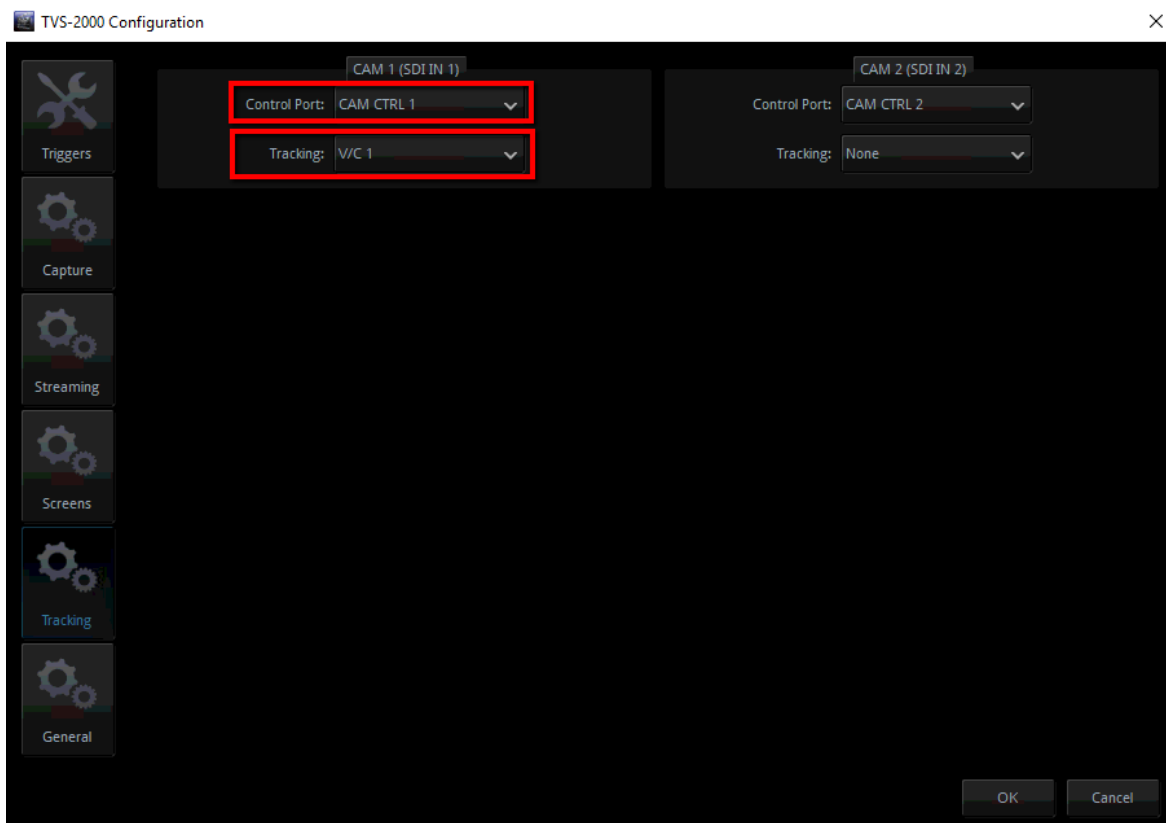 TVS-2000 Configuration
CAM 1 (SDI IN 1)
Control Port: CAM CTRL 1
Tracking: V/C 1
CAM 2 (SDI IN 2)
Control Port: CAM CTRL 2
Tracking: None
Triggers
Capture
Streaming
Screens
Tracking
General
OK
Cancel